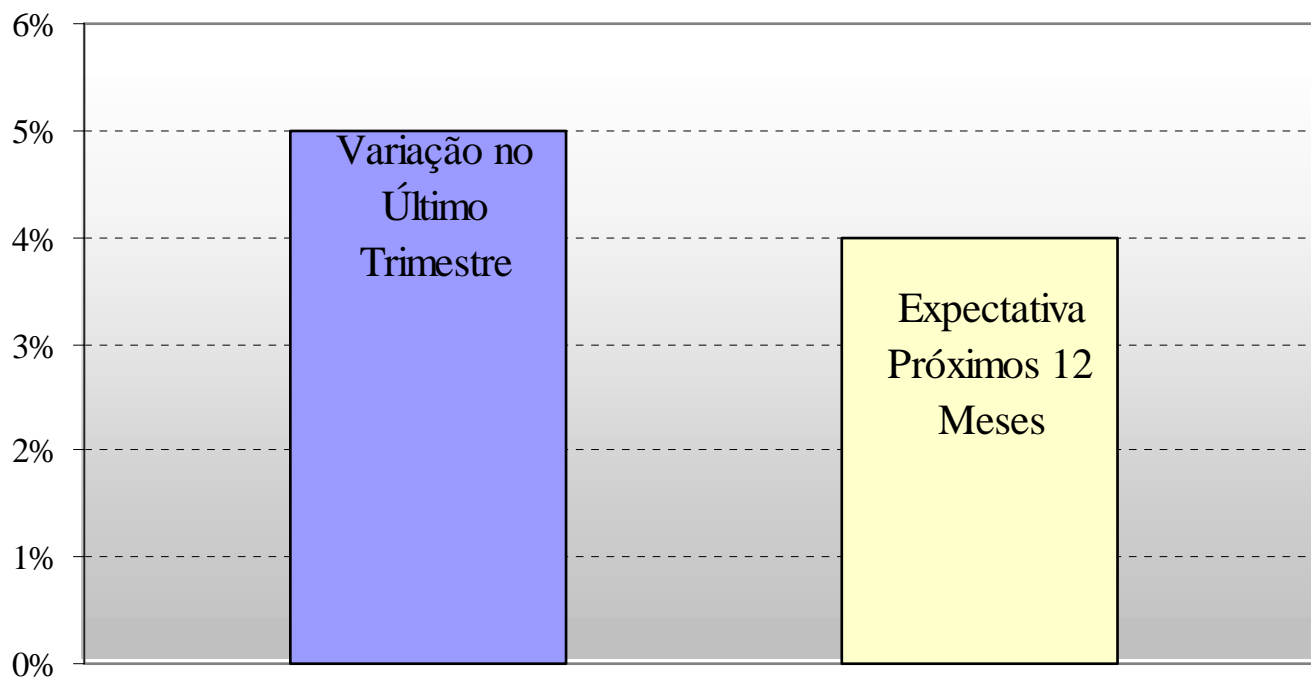 6%
5%
4%
3%
2%
1%
0%
Variação no
Último
Trimestre
Expectativa
Próximos 12
Meses